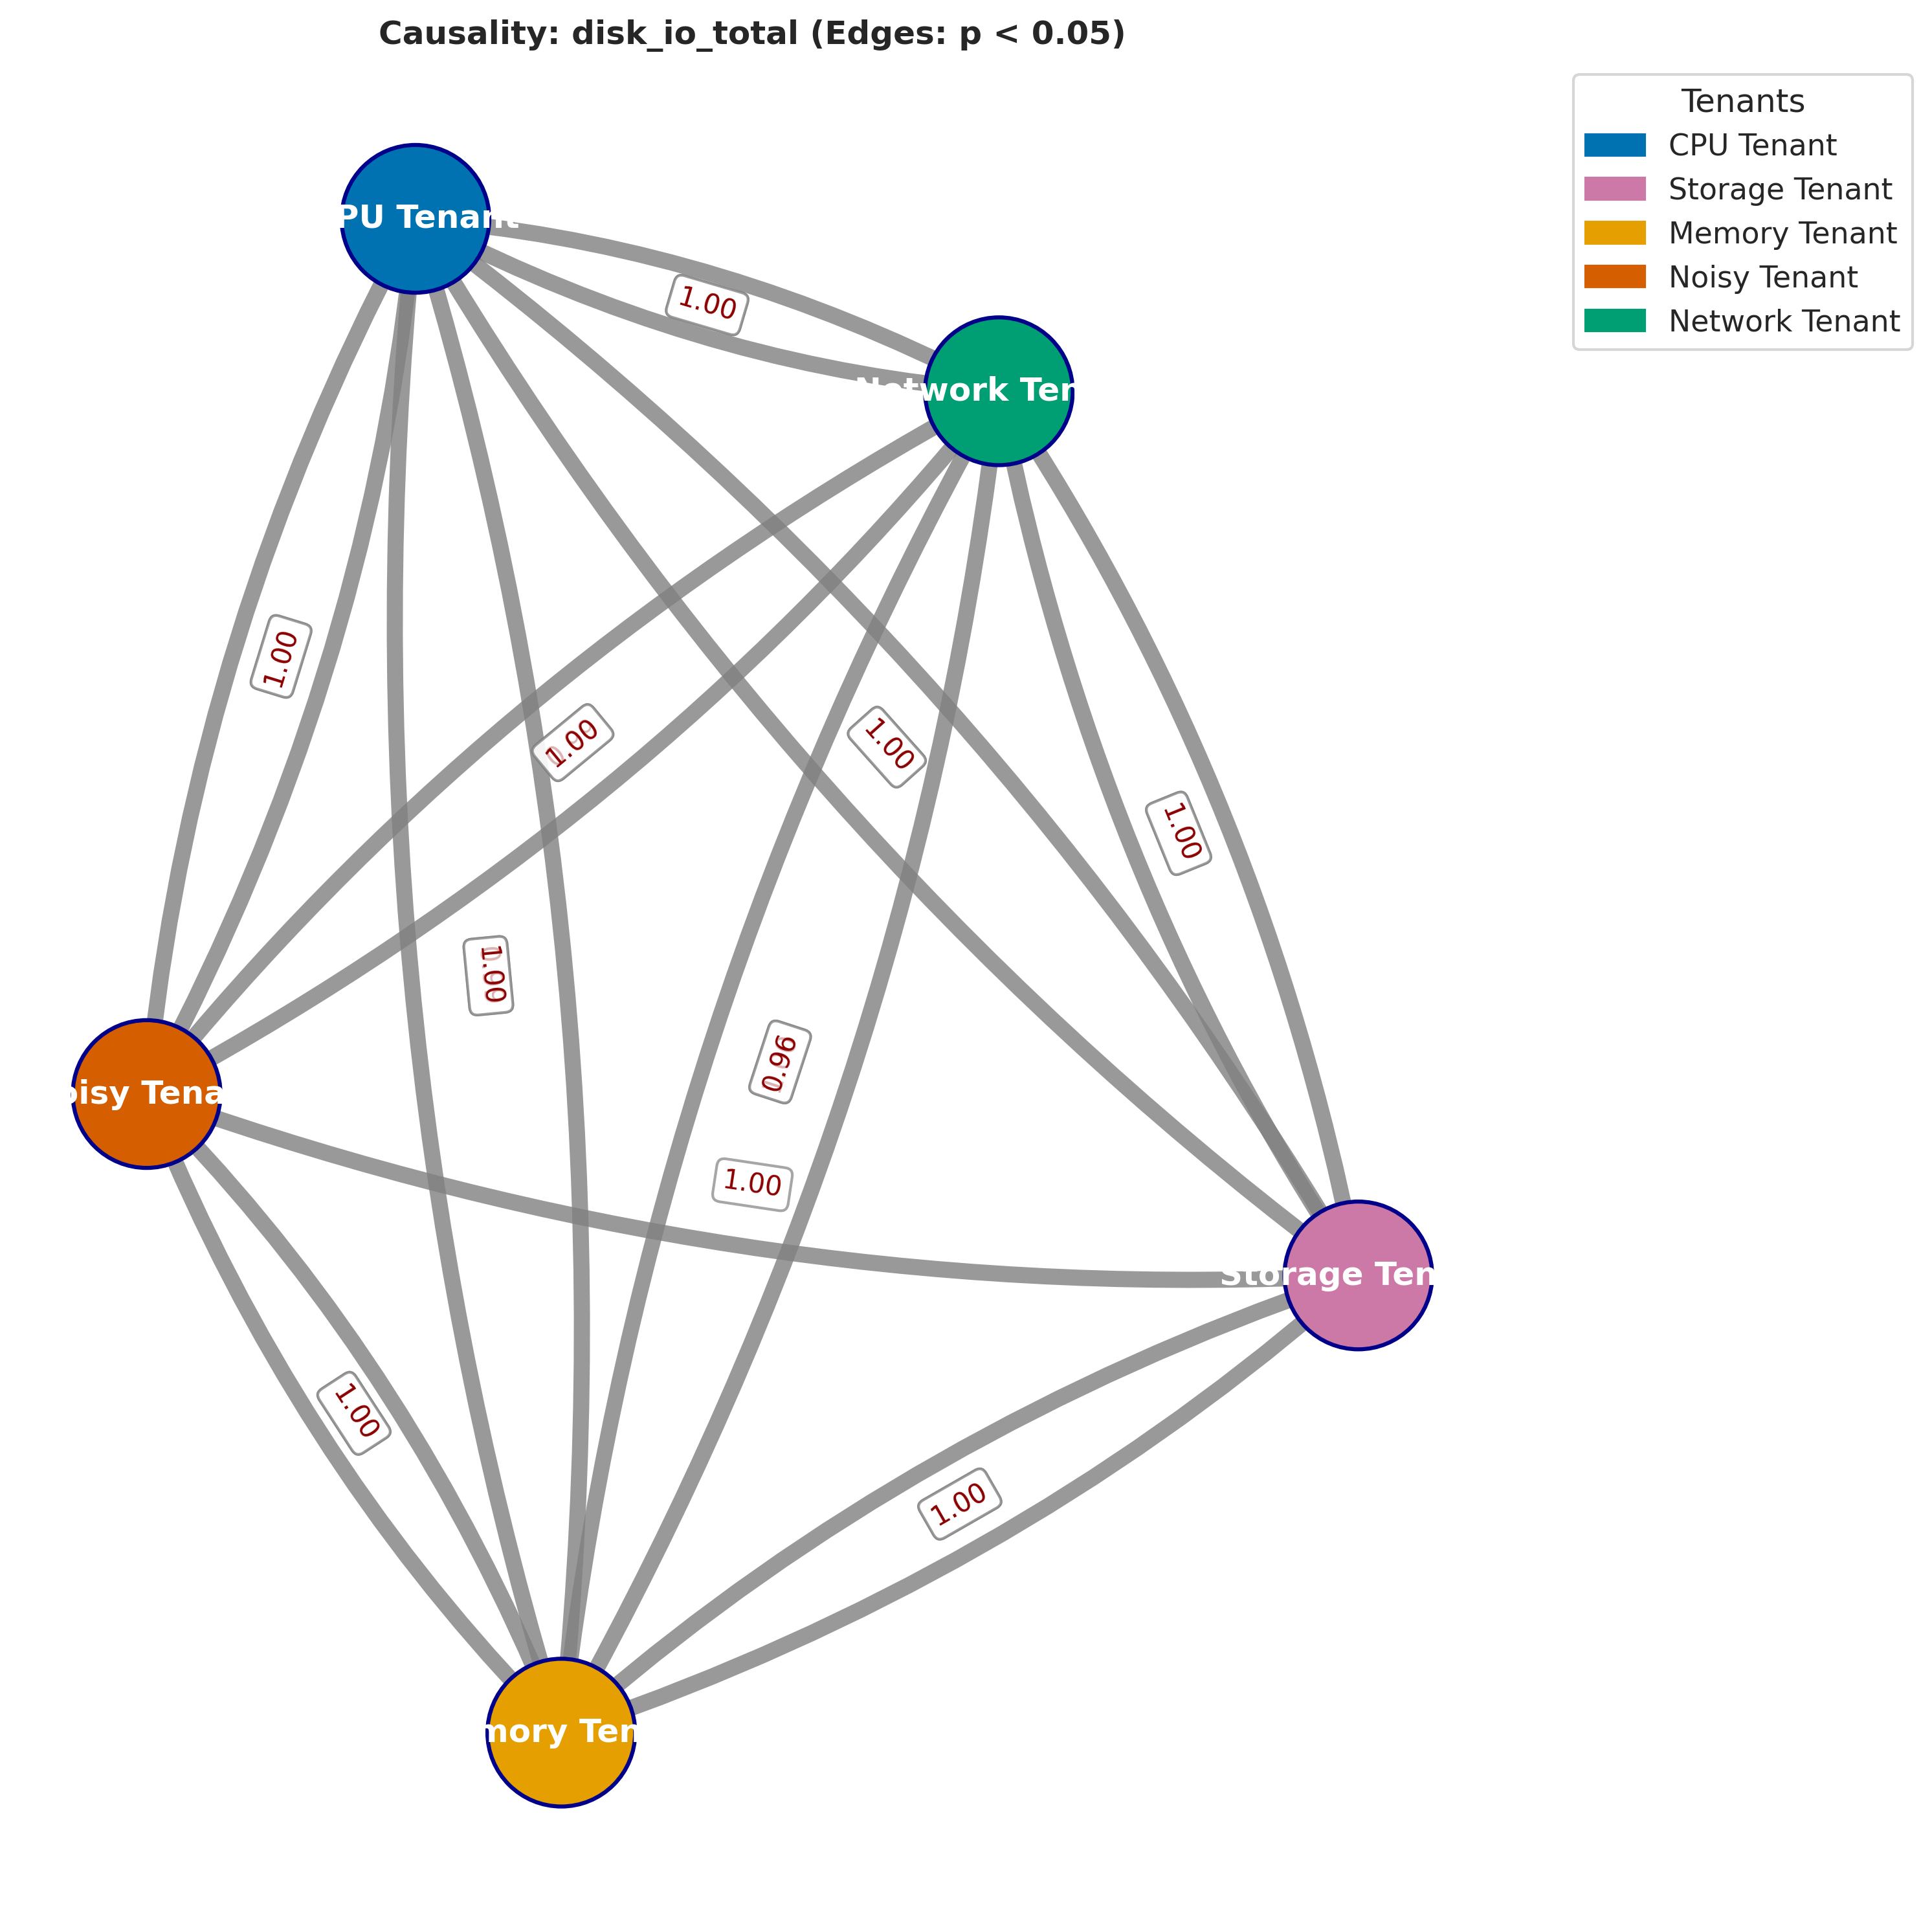 Causality: disk_io_total (Edges: p < 0.05)
Tenants
CPU Tenant
Storage Tenant
Memory Tenant
Noisy Tenant
Network Tenant
PU Tenant
1.00
Network Ten
1.00
1.00
1.00
1.00
1.00
0.96
oisy Tena
1.00
Storage Ten
1.00
1.00
mory Ten